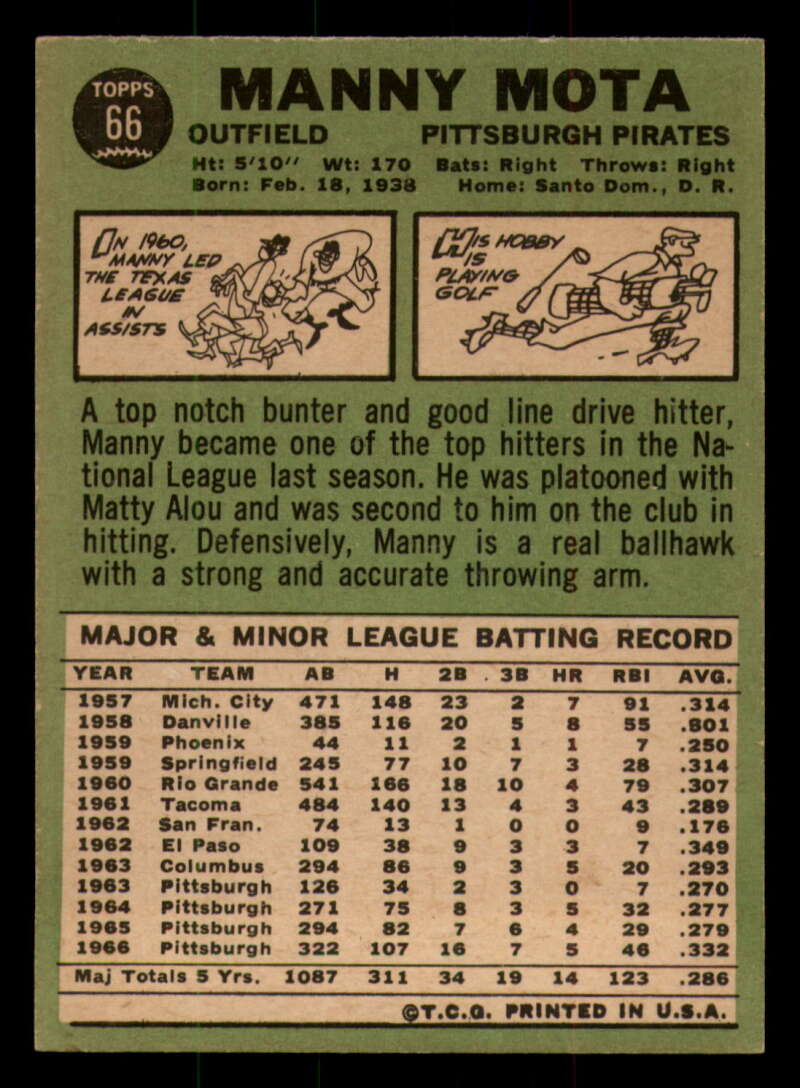 TOPPS
66
MANNY MOTA
OUTFIELD PITTSBURGH PIRATES
Ht: 5'10" Wt: 170 Bats: Right Throws: Right
Born: Feb. 18, 1938 Home: Santo Dom., D. R.
IN 1960,
MANNY LED
THE TEXAS
LEAGUE
IN
ASSISTS
HIS HOBBY
IS
PLAYING
GOLF
A top notch bunter and good line drive hitter,
Manny became one of the top hitters in the Na-
tional League last season. He was platooned with
Matty Alou and was second to him on the club in
hitting. Defensively, Manny is a real ballhawk
with a strong and accurate throwing arm.
MAJOR & MINOR LEAGUE BATTING RECORD
YEAR TEAM AB H 2B 3B HR RBI AVG.
1957 Mich. City 471 148 23 2 7 91 .314
1958 Danville 385 116 20 5 8 55 .801
1959 Phoenix 44 11 2 1 1 7 .250
1959 Springfield 245 77 10 7 3 28 .314
1960 Rio Grande 541 166 18 10 4 79 .307
1961 Tacoma 484 140 13 4 3 43 .289
1962 San Fran. 74 13 1 0 0 9 .176
1962 El Paso 109 38 9 3 3 7 .349
1963 Columbus 294 86 9 3 5 20 .293
1963 Pittsburgh 126 34 2 3 0 7 .270
1964 Pittsburgh 271 75 8 3 5 32 .277
1965 Pittsburgh 294 82 7 6 4 29 .279
1966 Pittsburgh 322 107 16 7 5 46 .332
Maj Totals 5 Yrs. 1087 311 34 19 14 123 .286
©T.C.G. PRINTED IN U.S.A.